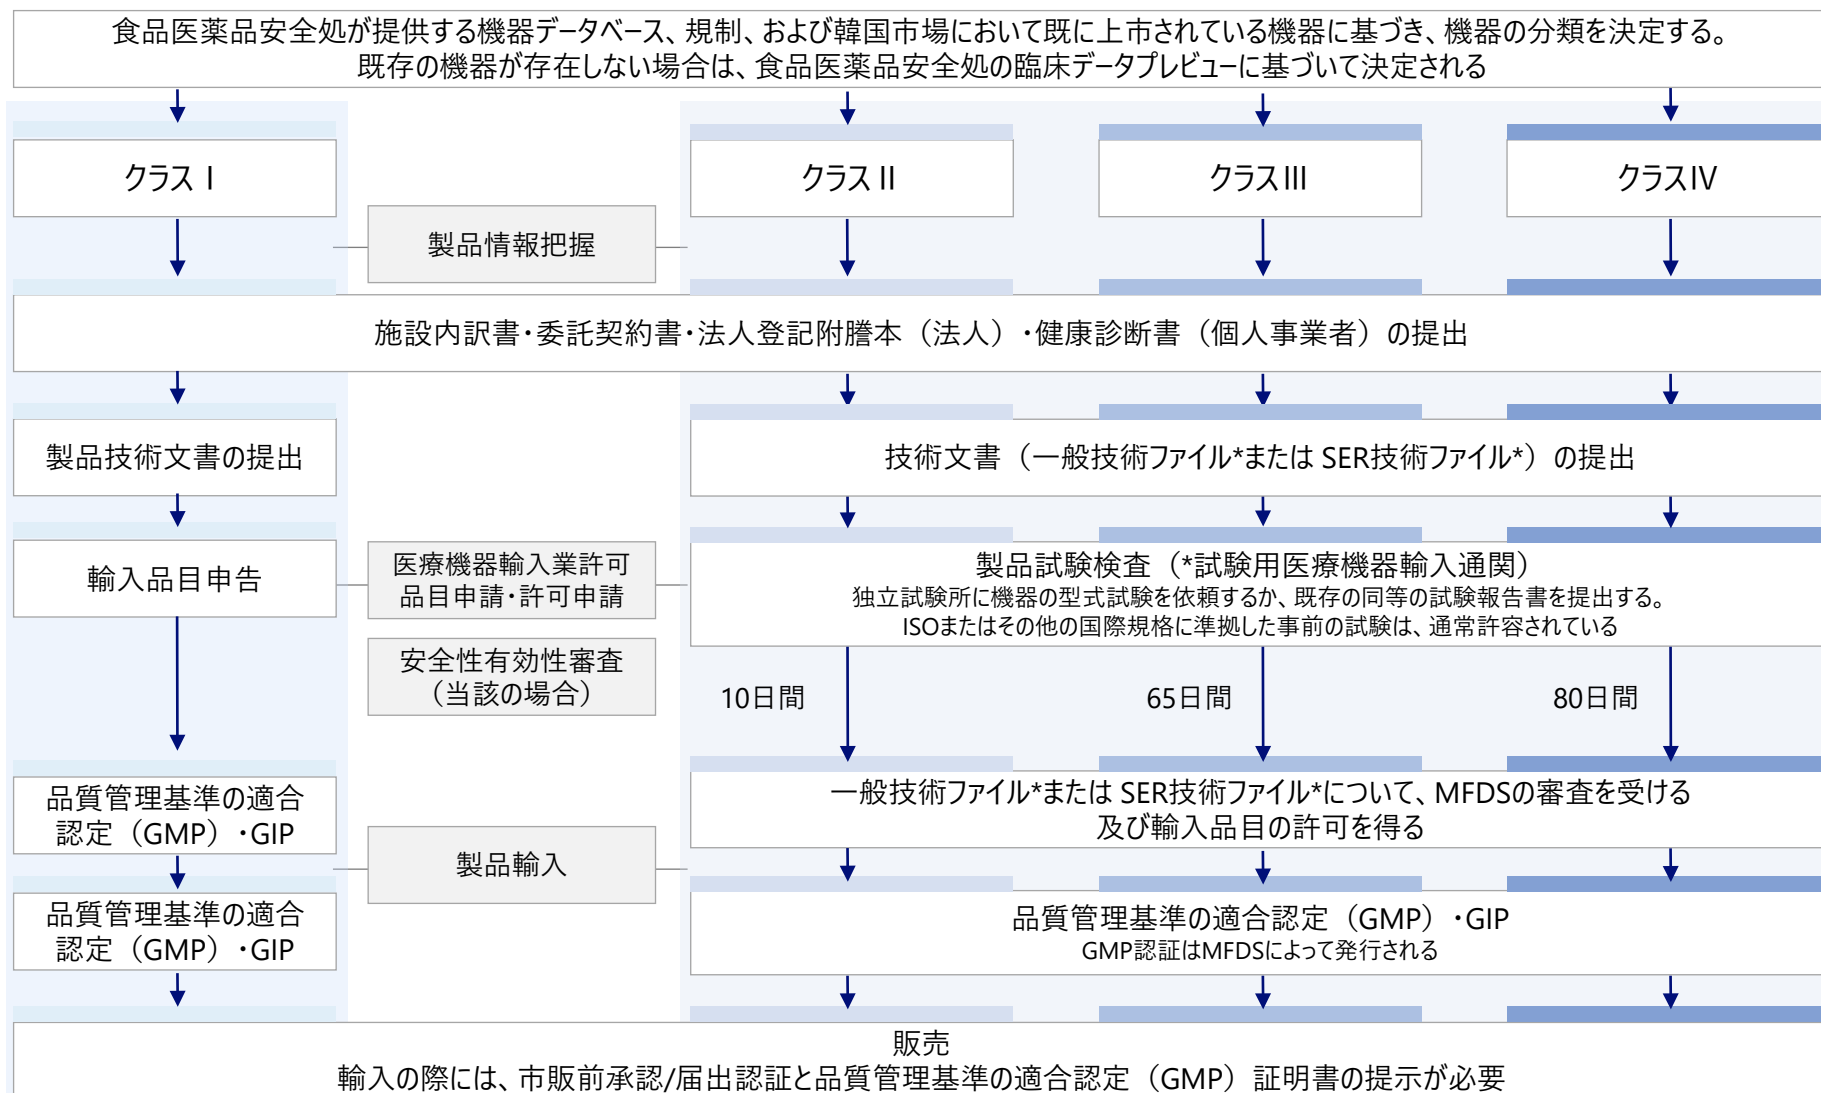 食品医薬品安全処が提供する機器データベース、規制、および韓国市場において既に上市されている機器に基づき、機器の分類を決定する。
既存の機器が存在しない場合は、食品医薬品安全処の臨床データプレビューに基づいて決定される
クラス I
クラス II
クラスIII
クラスIV
製品情報把握
施設内訳書・委託契約書・法人登記附謄本（法人）・健康診断書（個人事業者）の提出
製品技術文書の提出
技術文書（一般技術ファイル*または SER技術ファイル*）の提出
輸入品目申告
医療機器輸入業許可
品目申請・許可申請
製品試験検査（*試験用医療機器輸入通関）
独立試験所に機器の型式試験を依頼するか、既存の同等の試験報告書を提出する。
ISOまたはその他の国際規格に準拠した事前の試験は、通常許容されている
安全性有効性審査
（当該の場合）
10日間
65日間
80日間
品質管理基準の適合
認定（GMP）・GIP
一般技術ファイル*または SER技術ファイル*について、MFDSの審査を受ける
及び輸入品目の許可を得る
製品輸入
品質管理基準の適合
認定（GMP）・GIP
品質管理基準の適合認定（GMP）・GIP
GMP認証はMFDSによって発行される
販売
輸入の際には、市販前承認/届出認証と品質管理基準の適合認定（GMP）証明書の提示が必要